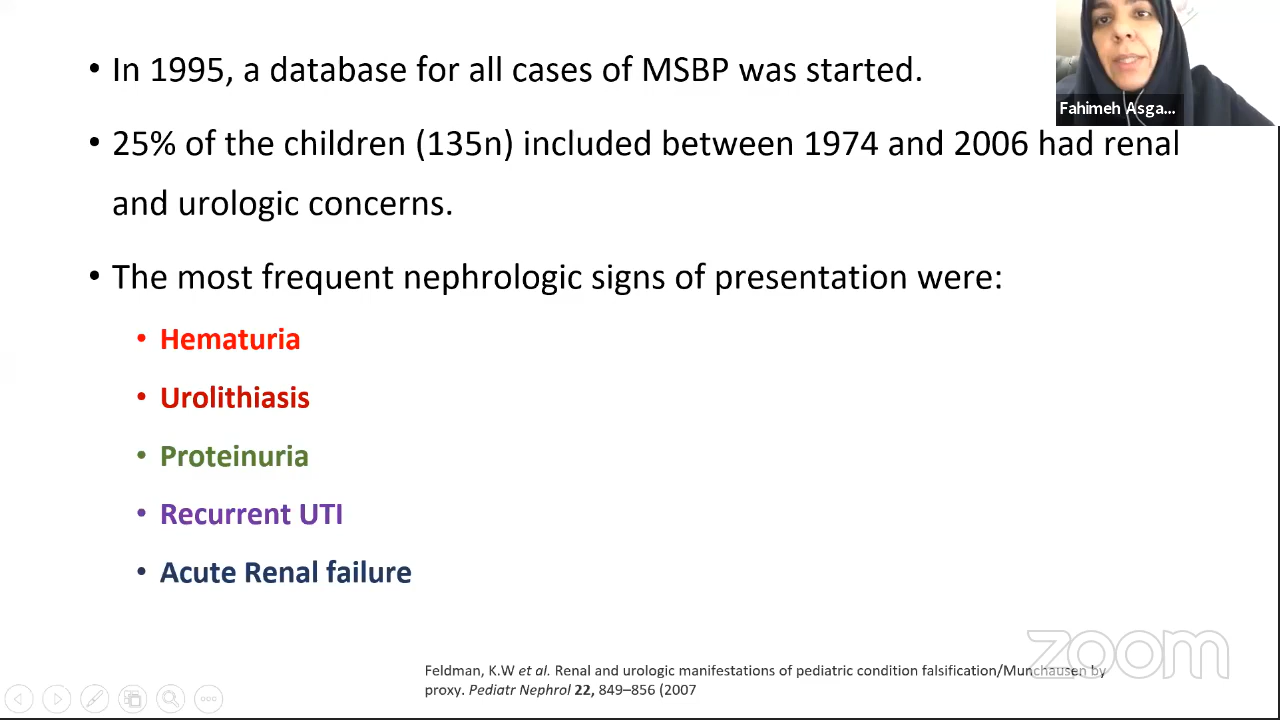 • In 1995, a database for all cases of MSBP was started.
Fahimeh Asga...
• 25% of the children (135n) included between 1974 and 2006 had renal
and urologic concerns.
• The most frequent nephrologic signs of presentation were:
• Hematuria
• Urolithiasis
• Proteinuria
• Recurrent UTI
• Acute Renal failure
zoom
Feldman, K.W et al. Renal and urologic manifestations of pediatric condition falsification/Munchausen by
proxy. Pediatr Nephrol 22, 849–856 (2007